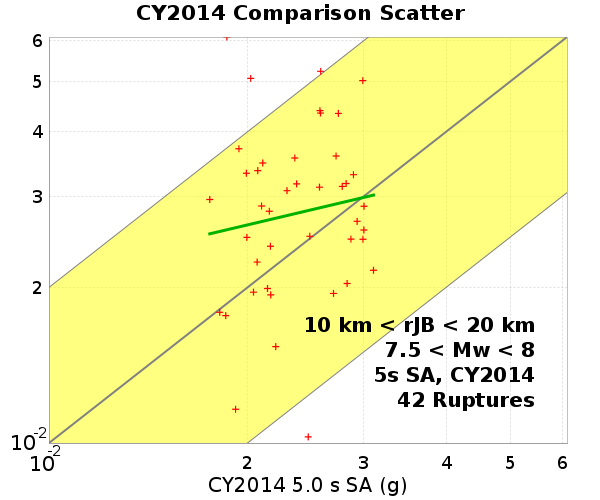 CY2014 Comparison Scatter
6
5
4
3
2
10-2
10 km < rJB < 20 km
7.5 < Mw < 8
5s SA, CY2014
42 Ruptures
10-2
2 3 4 5 6
CY2014 5.0 s SA (g)